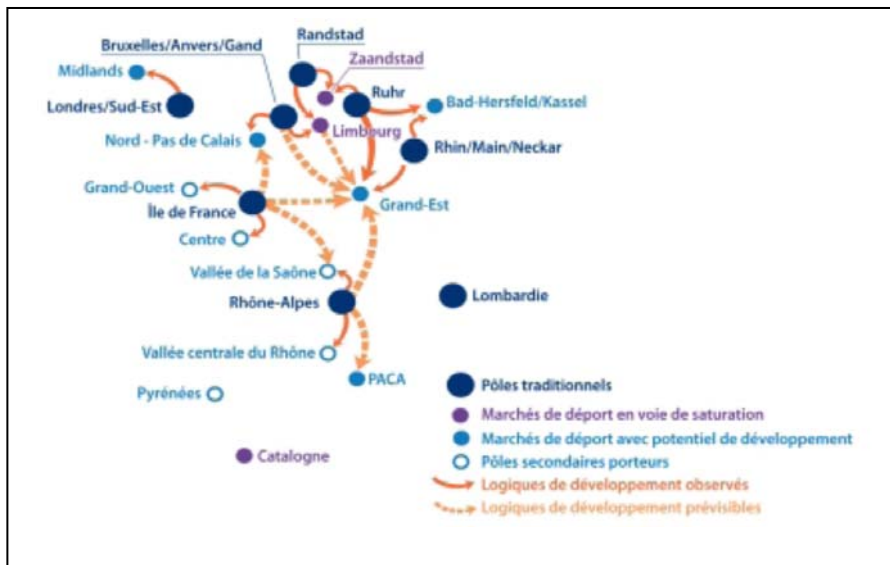 Randstad
Bruxelles/Anvers/Gand
Zaandstad
Midlands
Ruhr
Bad-Hersfeld/Kassel
Londres/Sud-Est
Limbourg
Nord - Pas de Calais
Rhin/Main/Neckar
Grand-Ouest
Grand-Est
Île de France
Centre
Vallée de la Saône
Rhône-Alpes
Lombardie
Vallée centrale du Rhône
PACA
Pyrénées
Catalogne
Pôles traditionnels
Marchés de départ en voie de saturation
Marchés de départ avec potentiel de développement
Pôles secondaires porteurs
Logiques de développement observés
Logiques de développement prévisibles